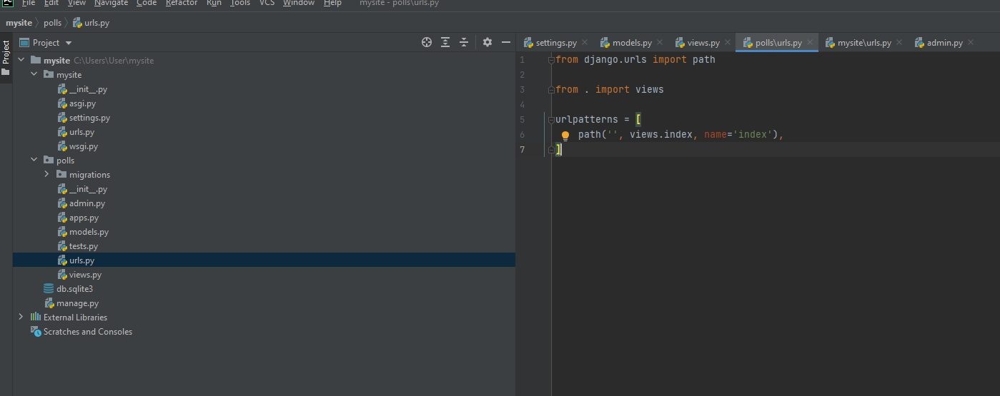 PC File Edit View Navigate Code Refactor Run Tools VCS Window Help mysite - polls\urls.py
mysite polls urls.py
Project
Project
settings.py models.py views.py polls\urls.py mysite\urls.py admin.py
mysite C:\Users\User\mysite
mysite
__init__.py
asgi.py
settings.py
urls.py
wsgi.py
polls
migrations
__init__.py
admin.py
apps.py
models.py
tests.py
urls.py
views.py
db.sqlite3
manage.py
External Libraries
Scratches and Consoles
1 from django.urls import path
2
3 from . import views
4
5 urlpatterns = [
6 path('', views.index, name='index'),
7 ]